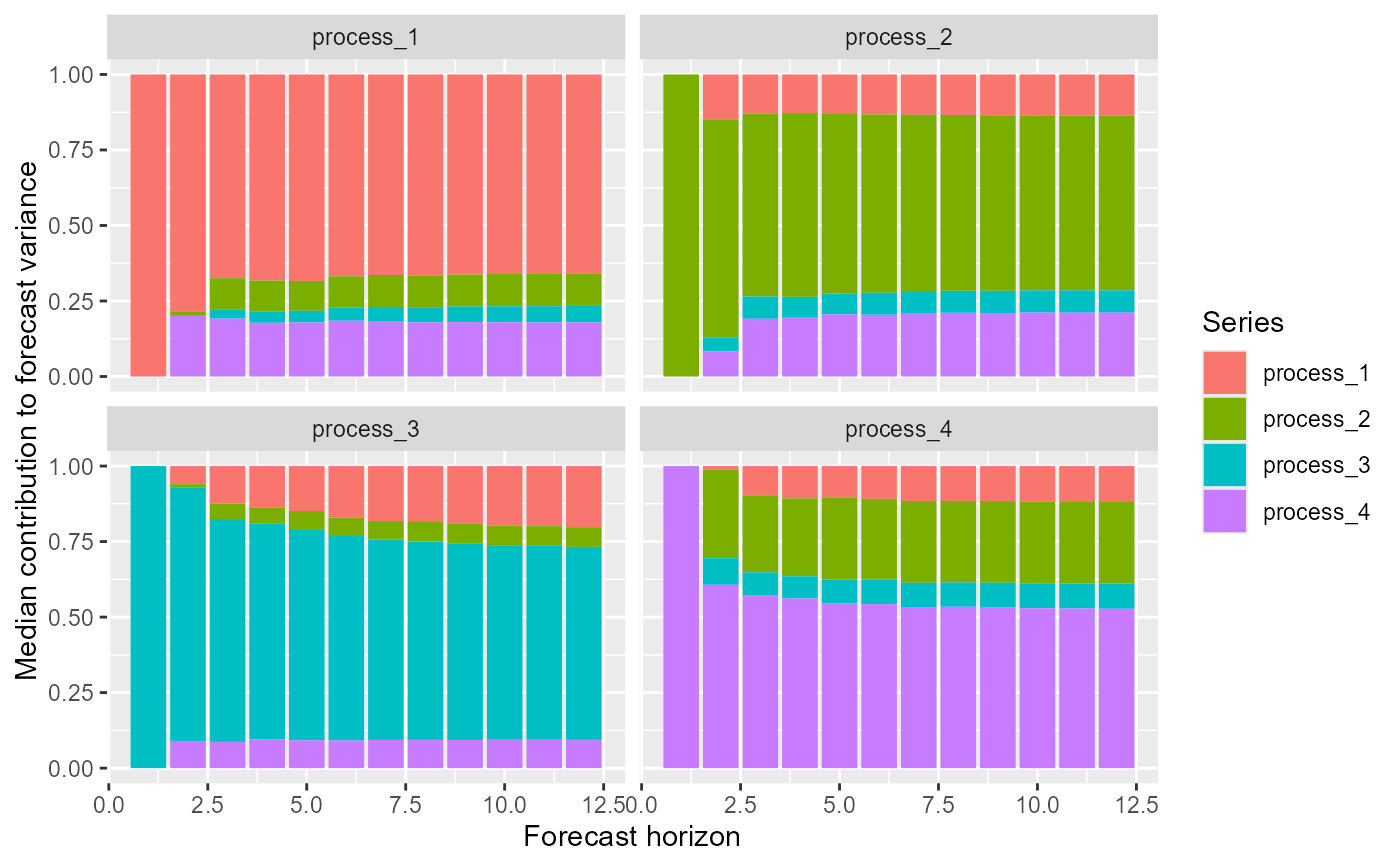 process_1
process_2
1.00
0.75
0.50
0.25
0.00
process_3
process_4
1.00
0.75
0.50
0.25
0.00
0.0 2.5 5.0 7.5 10.0 12.5 0.0 2.5 5.0 7.5 10.0 12.5
Forecast horizon
Median contribution to forecast variance
Series
process_1
process_2
process_3
process_4